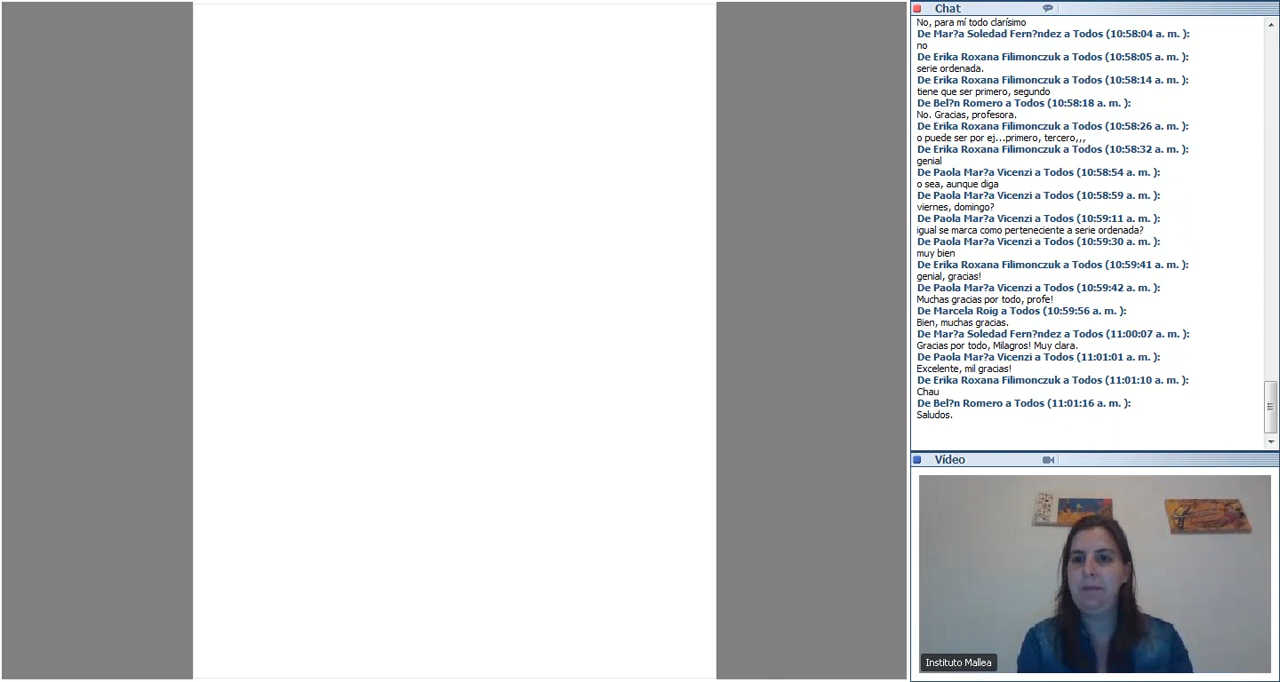 Chat
No, para mí todo clarísimo
De Mar?a Soledad Fern?ndez a Todos (10:58:04 a. m. ):
no
De Erika Roxana Filimonczuk a Todos (10:58:05 a. m. ):
serie ordenada.
De Erika Roxana Filimonczuk a Todos (10:58:14 a. m. ):
tiene que ser primero, segundo
De Bel?n Romero a Todos (10:58:18 a. m. ):
No. Gracias, profesora.
De Erika Roxana Filimonczuk a Todos (10:58:26 a. m. ):
o puede ser por ej...primero, tercero,,,
De Erika Roxana Filimonczuk a Todos (10:58:32 a. m. ):
genial
De Paola Mar?a Vicenzi a Todos (10:58:54 a. m. ):
o sea, aunque diga
De Paola Mar?a Vicenzi a Todos (10:58:59 a. m. ):
viernes, domingo?
De Paola Mar?a Vicenzi a Todos (10:59:11 a. m. ):
igual se marca como perteneciente a serie ordenada?
De Paola Mar?a Vicenzi a Todos (10:59:30 a. m. ):
muy bien
De Erika Roxana Filimonczuk a Todos (10:59:41 a. m. ):
genial, gracias!
De Paola Mar?a Vicenzi a Todos (10:59:42 a. m. ):
Muchas gracias por todo, profe!
De Marcela Roig a Todos (10:59:56 a. m. ):
Bien, muchas gracias.
De Mar?a Soledad Fern?ndez a Todos (11:00:07 a. m. ):
Gracias por todo, Milagros! Muy clara.
De Paola Mar?a Vicenzi a Todos (11:01:01 a. m. ):
Excelente, mil gracias!
De Erika Roxana Filimonczuk a Todos (11:01:10 a. m. ):
Chau
De Bel?n Romero a Todos (11:01:16 a. m. ):
Saludos.
Vídeo
Instituto Mallea